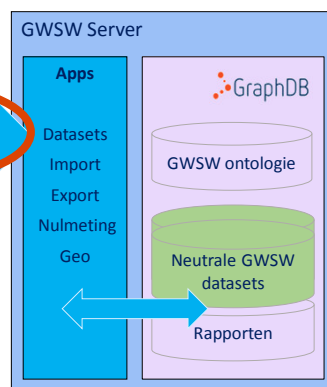 GWSW Server
Apps
Datasets
Import
Export
Nulmeting
Geo
GraphDB
GWSW ontologie
Neutrale GWSW
datasets
Rapporten